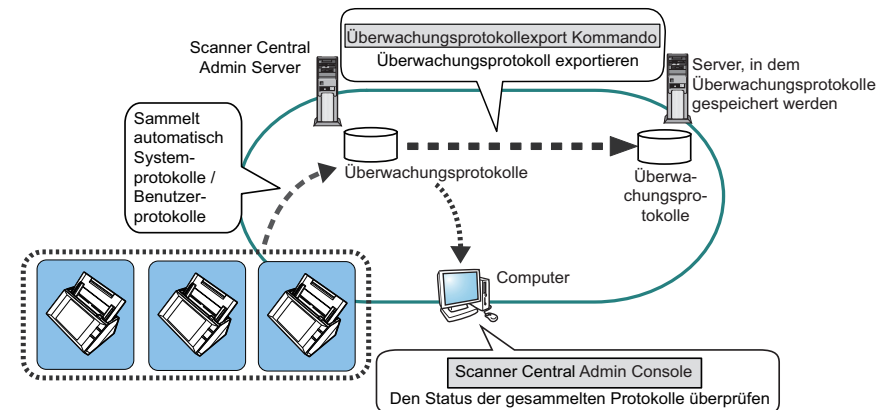 Scanner Central
Admin Server
Überwachungsprotokollexport Kommando
Überwachungsprotokoll exportieren
Server, in dem
Überwachungsprotokolle
gespeichert werden
Sammelt
automatisch
System-
protokolle /
Benutzer-
protokolle
Überwachungsprotokolle
Überwa-
chungspro-
tokolle
Computer
Scanner Central Admin Console
Den Status der gesammelten Protokolle überprüfen